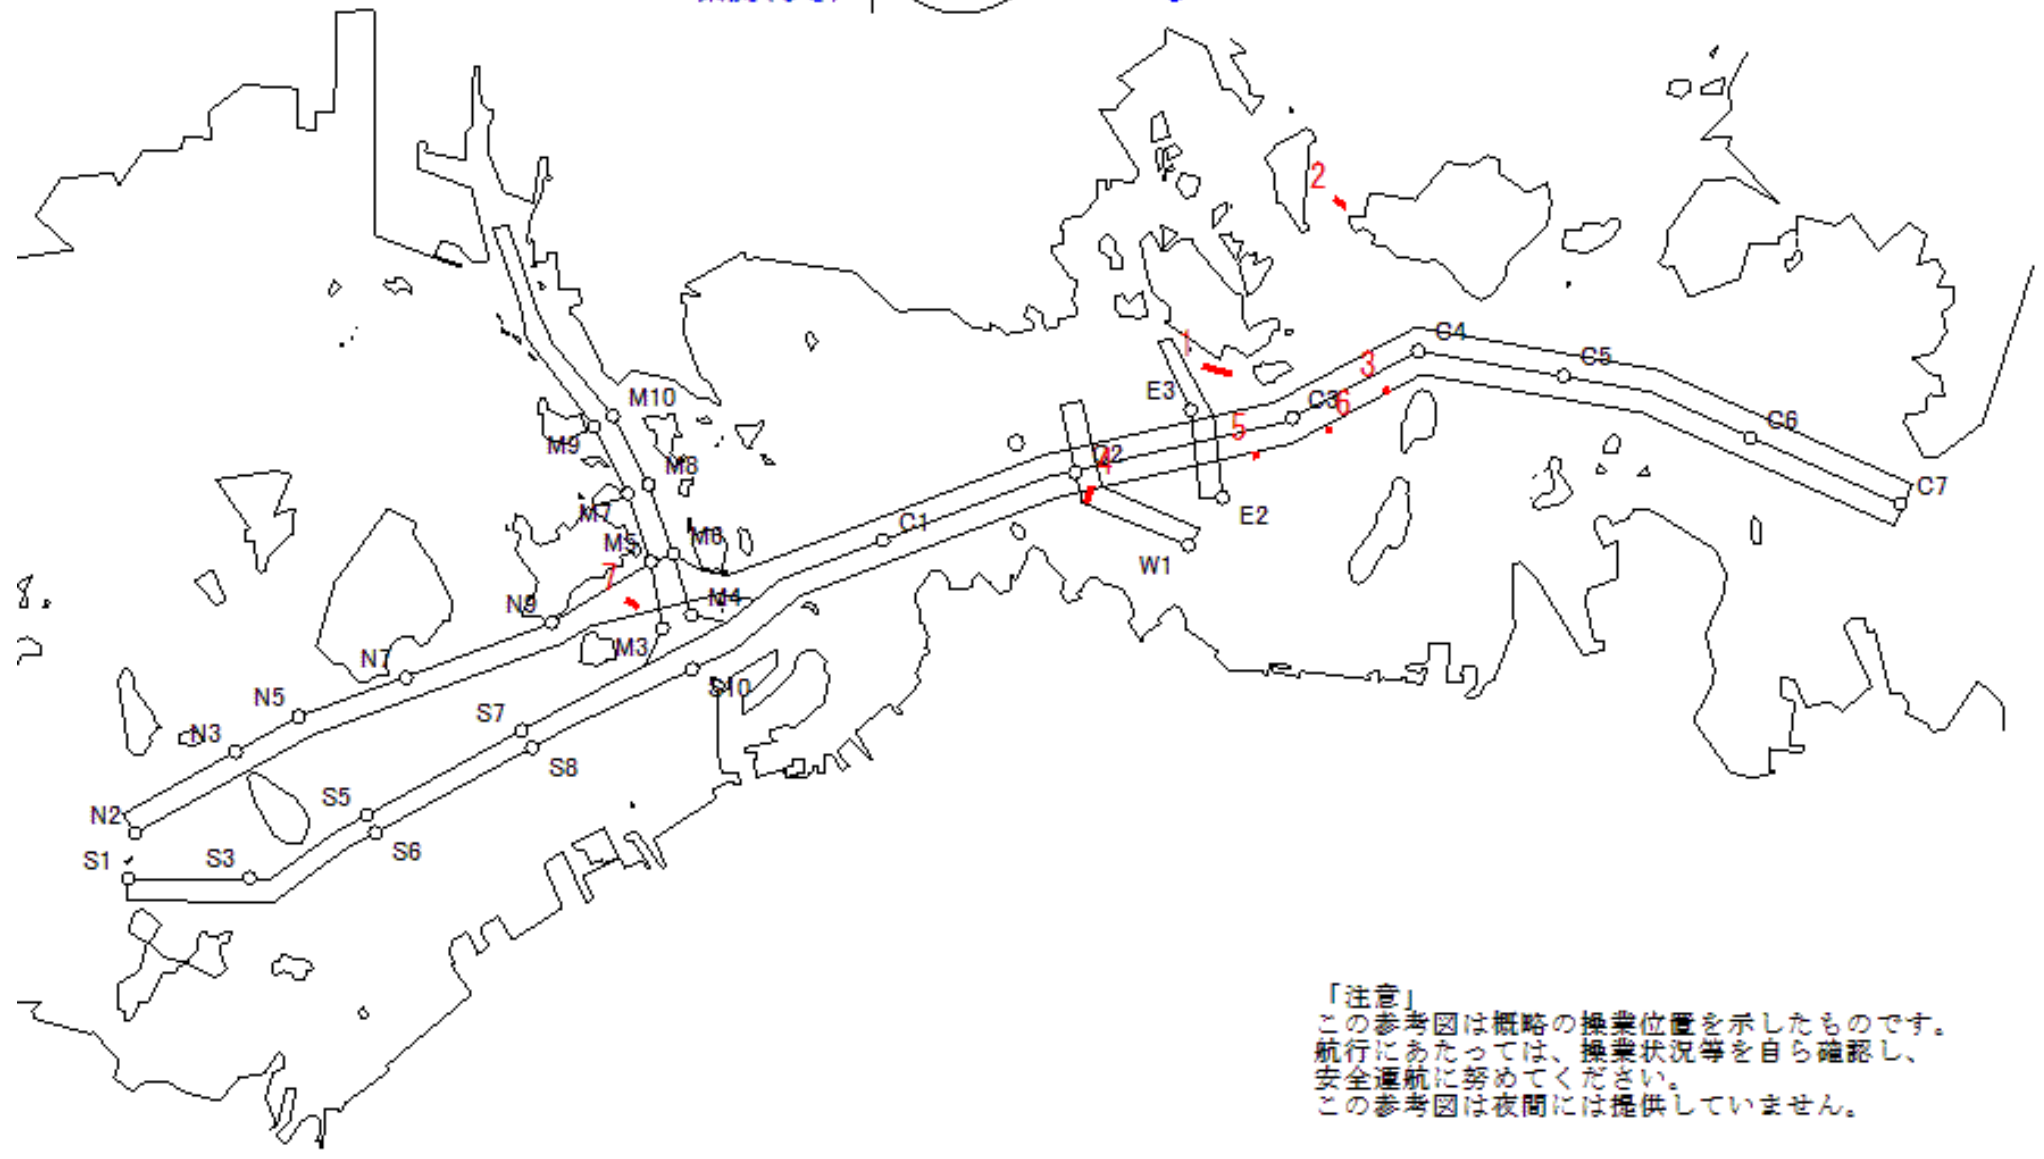 2
1
C4
3
C5
E3
M10
C3
6
5
C6
M9
4
M8
C7
M7
E2
C1
M6
M5
W1
7
N9
M4
M3
N7
S10
N5
S7
N3
S8
S5
N2
S6
S1
S3
「注意」
この参考図は概略の操業位置を示したものです。
航行にあたっては、操業状況等を自ら確認し、
安全運航に努めてください。
この参考図は夜間には提供していません。